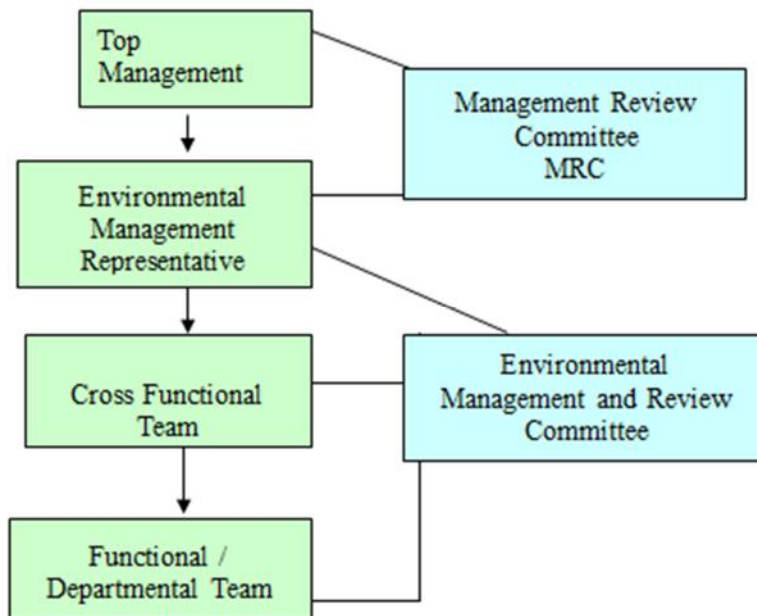 Top
Management
Management Review
Committee
MRC
Environmental
Management
Representative
Cross Functional
Team
Environmental
Management and Review
Committee
Functional /
Departmental Team